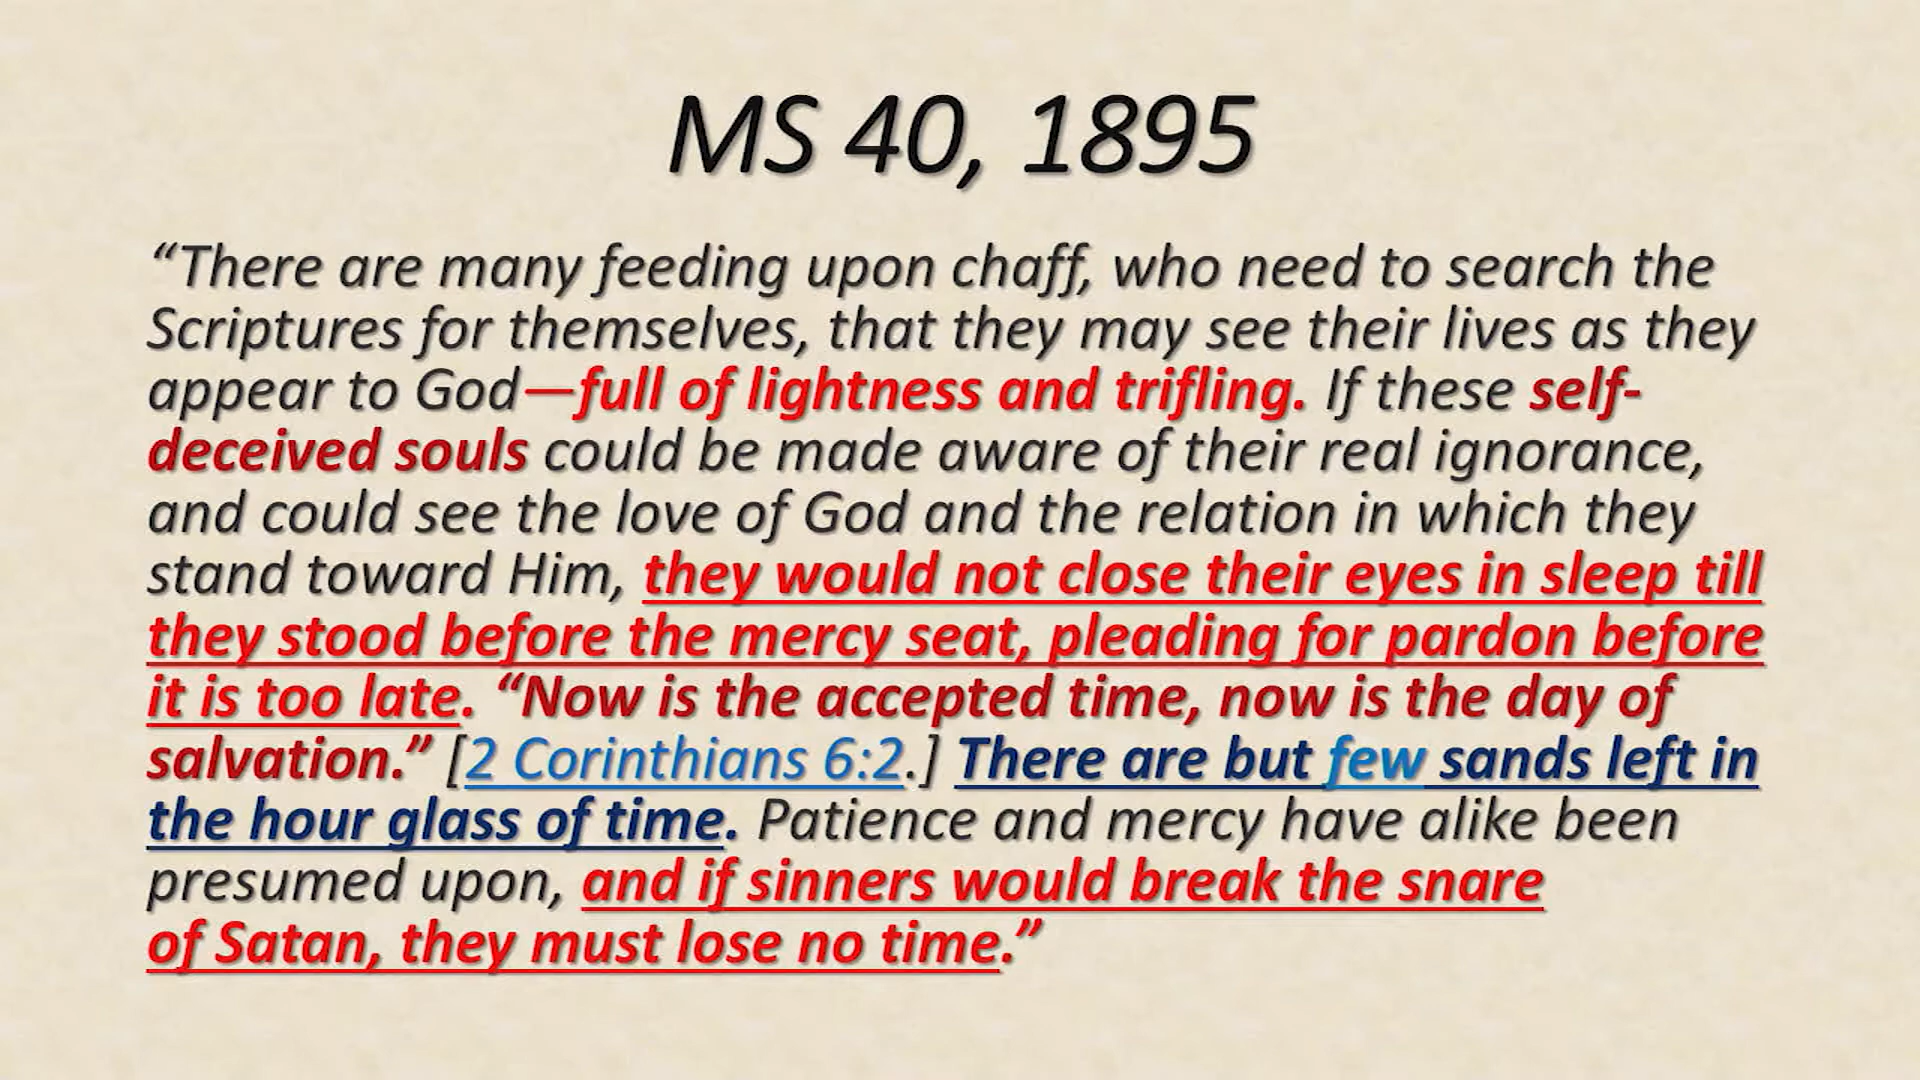 MS 40, 1895
“There are many feeding upon chaff, who need to search the
Scriptures for themselves, that they may see their lives as they
appear to God—full of lightness and trifling. If these self-
deceived souls could be made aware of their real ignorance,
and could see the love of God and the relation in which they
stand toward Him, they would not close their eyes in sleep till
they stood before the mercy seat, pleading for pardon before
it is too late. “Now is the accepted time, now is the day of
salvation.” [2 Corinthians 6:2.] There are but few sands left in
the hour glass of time. Patience and mercy have alike been
presumed upon, and if sinners would break the snare
of Satan, they must lose no time.”